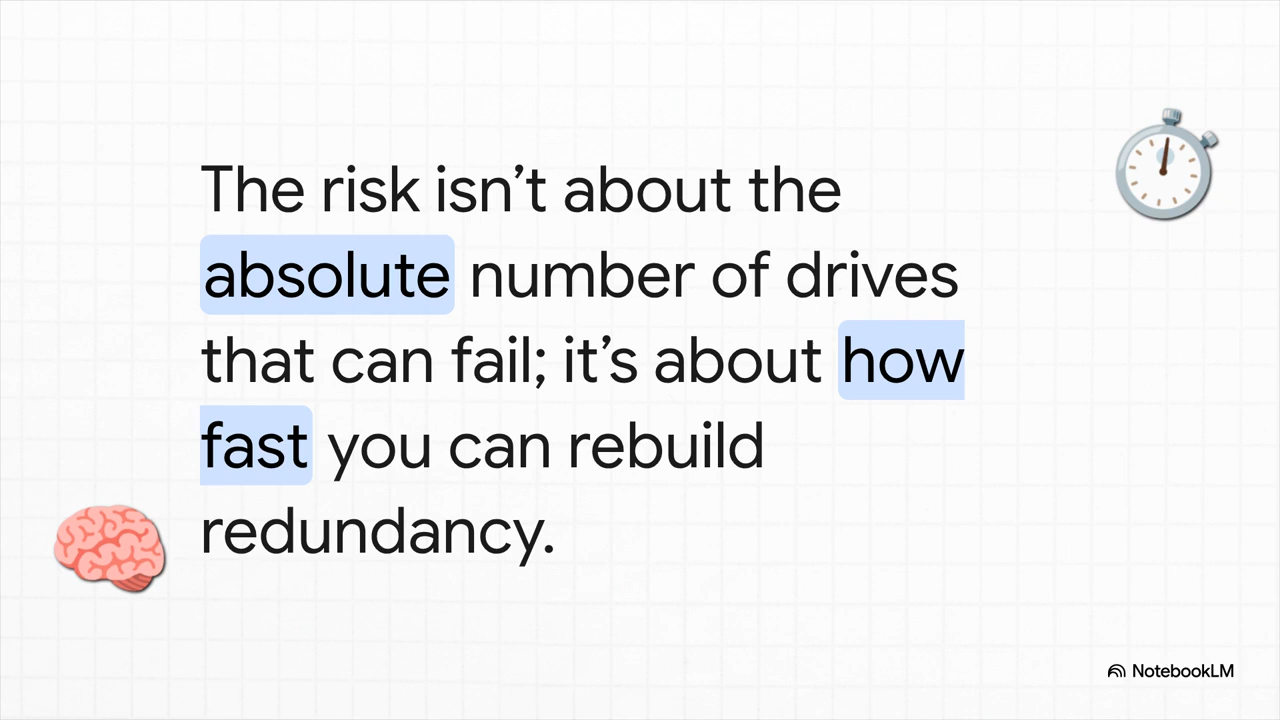 The risk isn’t about the
absolute number of drives
that can fail; it’s about how
fast you can rebuild
redundancy.
NotebookLM